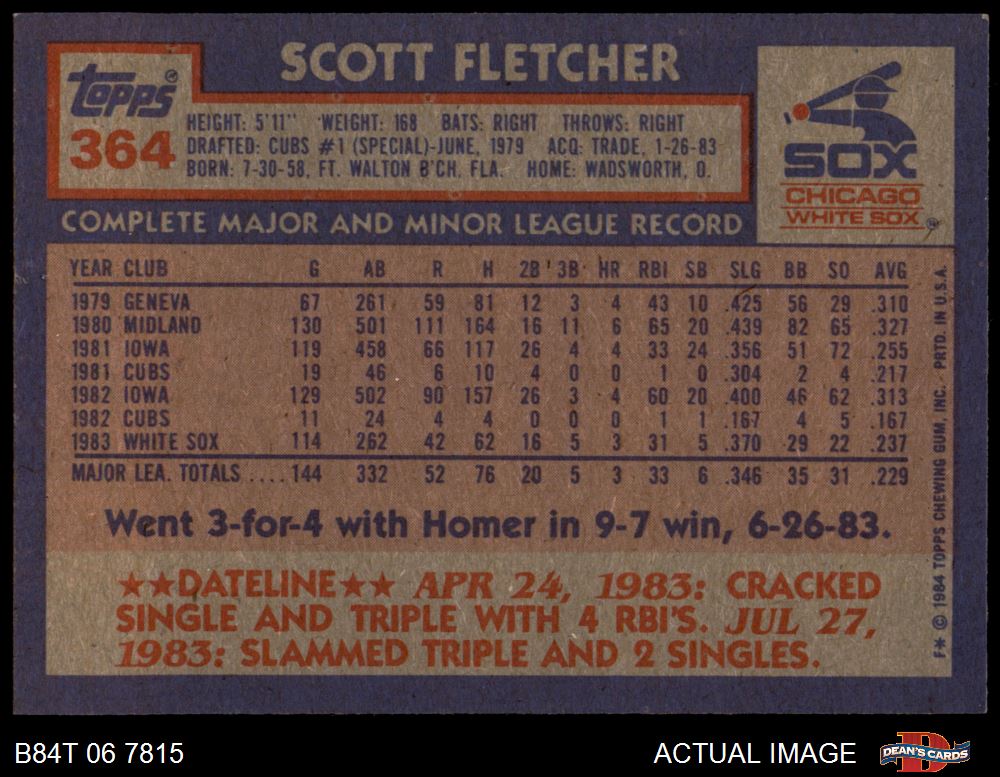 SCOTT FLETCHER
TOPPS®
364
HEIGHT: 5'11" WEIGHT: 168 BATS: RIGHT THROWS: RIGHT
DRAFTED: CUBS #1 (SPECIAL)-JUNE, 1979 ACQ: TRADE, 1-26-83
BORN: 7-30-58, FT. WALTON B'CH, FLA. HOME: WADSWORTH, O.
SOX
CHICAGO
WHITE SOX®
COMPLETE MAJOR AND MINOR LEAGUE RECORD
YEAR CLUB G AB R H 2B 3B HR RBI SB SLG BB SO AVG
1979 GENEVA 67 261 59 81 12 3 4 43 10 .425 56 29 .310
1980 MIDLAND 130 501 111 164 16 11 6 65 20 .439 82 65 .327
1981 IOWA 119 458 66 117 26 4 4 33 24 .356 51 72 .255
1981 CUBS 19 46 6 10 4 0 0 1 0 .304 2 4 .217
1982 IOWA 129 502 90 157 26 3 4 60 20 .400 46 62 .313
1982 CUBS 11 24 4 4 0 0 0 1 1 .167 4 5 .167
1983 WHITE SOX 114 262 42 62 16 5 3 31 5 .370 29 22 .237
MAJOR LEA. TOTALS .... 144 332 52 76 20 5 3 33 6 .346 35 31 .229
Went 3-for-4 with Homer in 9-7 win, 6-26-83.
★★DATELINE★★ APR 24, 1983: CRACKED
SINGLE AND TRIPLE WITH 4 RBI'S. JUL 27,
1983: SLAMMED TRIPLE AND 2 SINGLES.
F* © 1984 TOPPS CHEWING GUM, INC. PRTD. IN U.S.A.
B84T 06 7815
ACTUAL IMAGE
DEAN'S CARDS